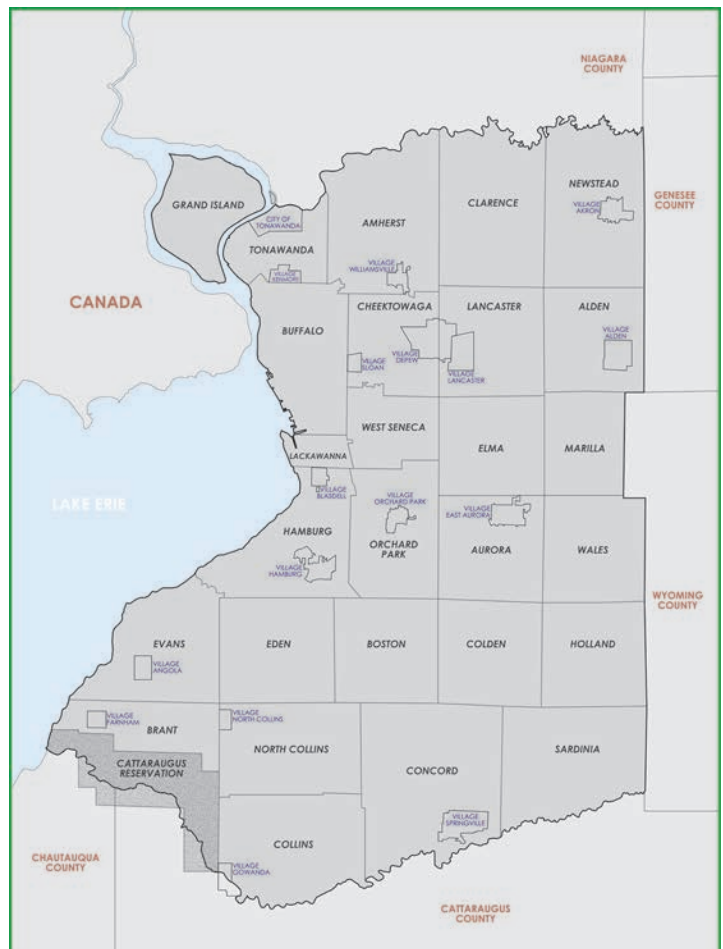 NIAGARA
COUNTY
NEWSTEAD
GENESEE
COUNTY
GRAND ISLAND
CLARENCE
VILLAGE
AKRON
CITY OF
TONAWANDA
AMHERST
TONAWANDA
VILLAGE
WILLIAMSVILLE
VILLAGE
KENMORE
CANADA
CHEEKTOWAGA
LANCASTER
ALDEN
BUFFALO
VILLAGE
ALDEN
VILLAGE
DEPEW
VILLAGE
SLOAN
VILLAGE
LANCASTER
WEST SENECA
ELMA
MARILLA
LACKAWANNA
VILLAGE
BLASDELL
VILLAGE
ORCHARD PARK
LAKE ERIE
VILLAGE
EAST AURORA
HAMBURG
ORCHARD
PARK
AURORA
WALES
VILLAGE
HAMBURG
WYOMING
COUNTY
EVANS
EDEN
BOSTON
COLDEN
HOLLAND
VILLAGE
ANGOLA
VILLAGE
FARNHAM
VILLAGE
NORTH COLLINS
BRANT
NORTH COLLINS
SARDINIA
CATTARAUGUS
RESERVATION
CONCORD
VILLAGE
SPRINGVILLE
COLLINS
CHAUTAUQUA
COUNTY
VILLAGE
GOWANDA
CATTARAUGUS
COUNTY